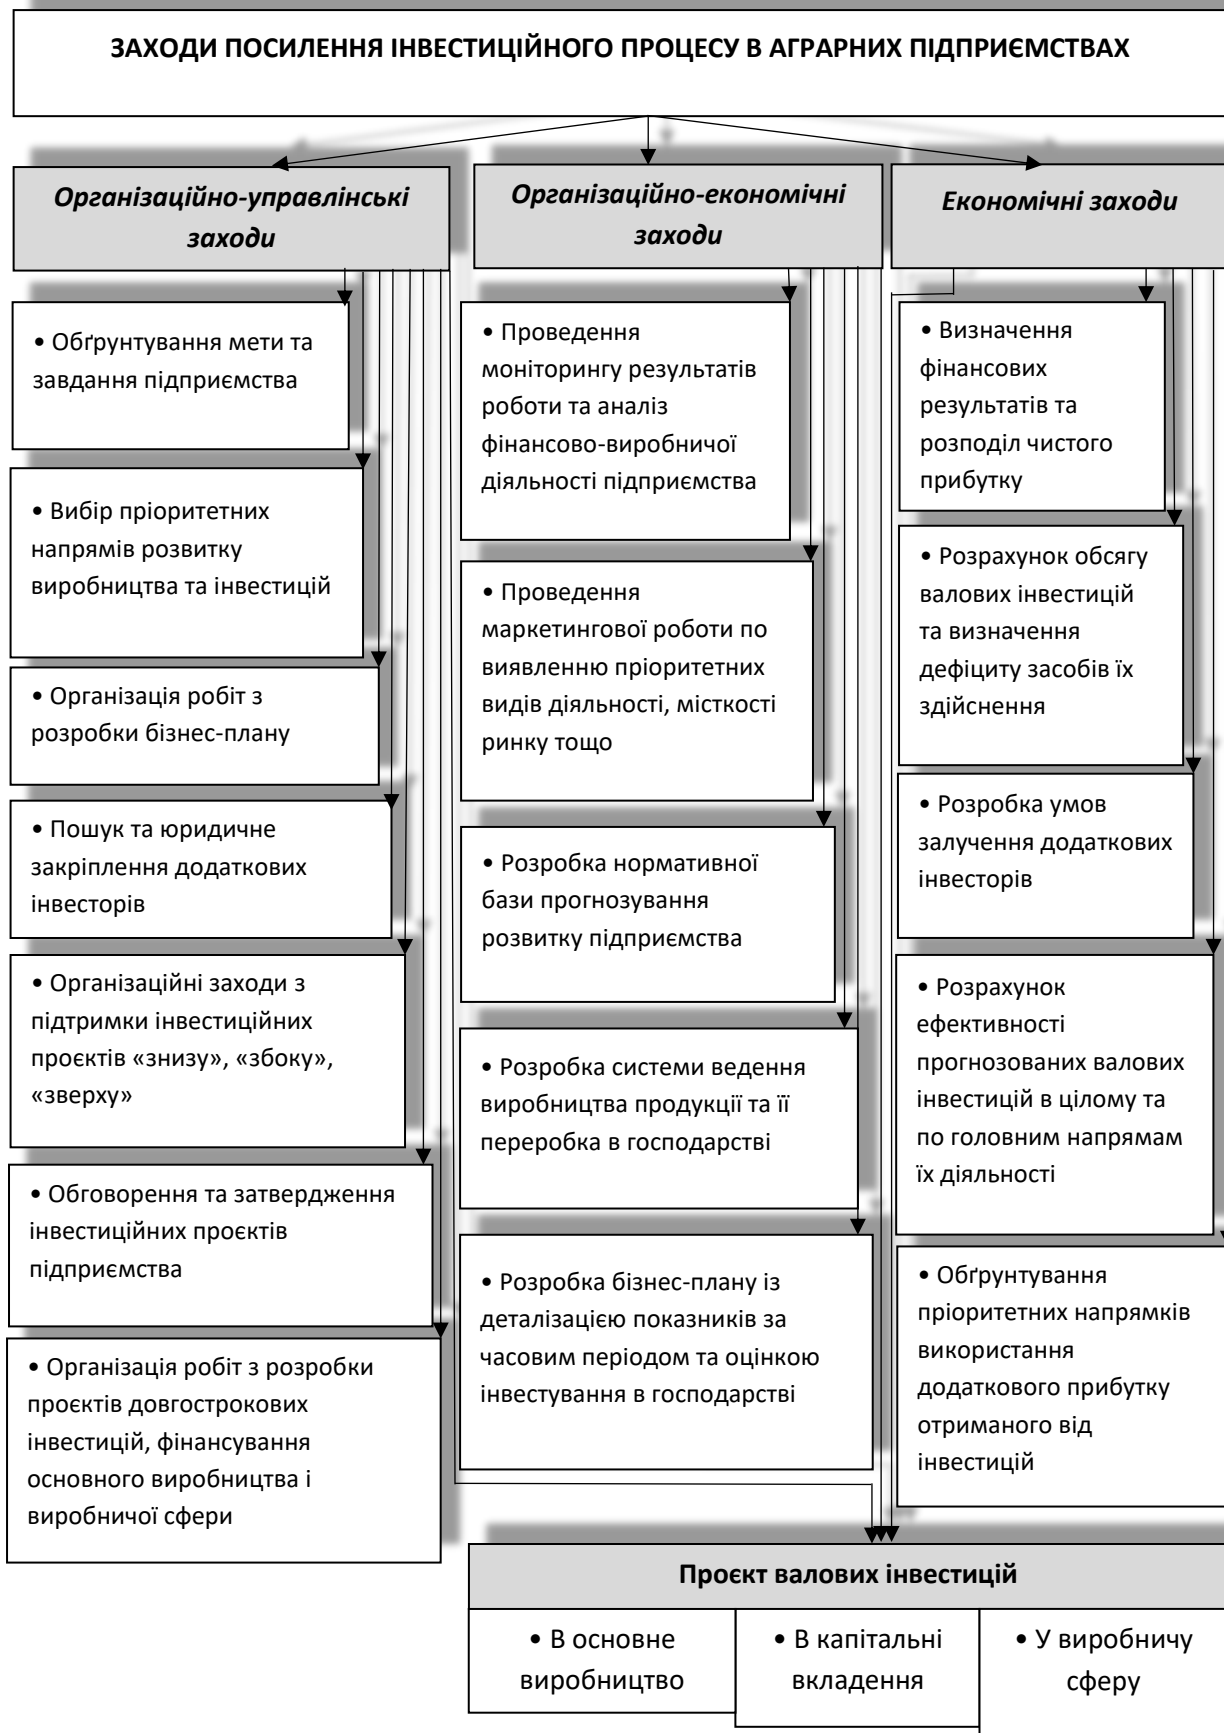 ЗАХОДИ ПОСИЛЕННЯ ІНВЕСТИЦІЙНОГО ПРОЦЕСУ В АГРАРНИХ ПІДПРИЄМСТВАХ
Організаційно-управлінські
заходи
• Обґрунтування мети та
завдання підприємства
• Вибір пріоритетних
напрямів розвитку
виробництва та інвестицій
• Організація робіт з
розробки бізнес-плану
• Пошук та юридичне
закріплення додаткових
інвесторів
• Організаційні заходи з
підтримки інвестиційних
проєктів «знизу», «збоку»,
«зверху»
• Обговорення та затвердження
інвестиційних проєктів
підприємства
• Організація робіт з розробки
проєктів довгострокових
інвестицій, фінансування
основного виробництва і
виробничої сфери
Організаційно-економічні
заходи
• Проведення
моніторингу результатів
роботи та аналіз
фінансово-виробничої
діяльності підприємства
• Проведення
маркетингової роботи по
виявленню пріоритетних
видів діяльності, місткості
ринку тощо
• Розробка нормативної
бази прогнозування
розвитку підприємства
• Розробка системи ведення
виробництва продукції та її
переробка в господарстві
• Розробка бізнес-плану із
деталізацією показників за
часовим періодом та оцінкою
інвестування в господарстві
Економічні заходи
• Визначення
фінансових
результатів та
розподіл чистого
прибутку
• Розрахунок обсягу
валових інвестицій
та визначення
дефіциту засобів їх
здійснення
• Розробка умов
залучення додаткових
інвесторів
• Розрахунок
ефективності
прогнозованих валових
інвестицій в цілому та
по головним напрямам
їх діяльності
• Обґрунтування
пріоритетних напрямків
використання
додаткового прибутку
отриманого від
інвестицій
Проєкт валових інвестицій
• В основне
виробництво
• В капітальні
вкладення
• У виробничу
сферу